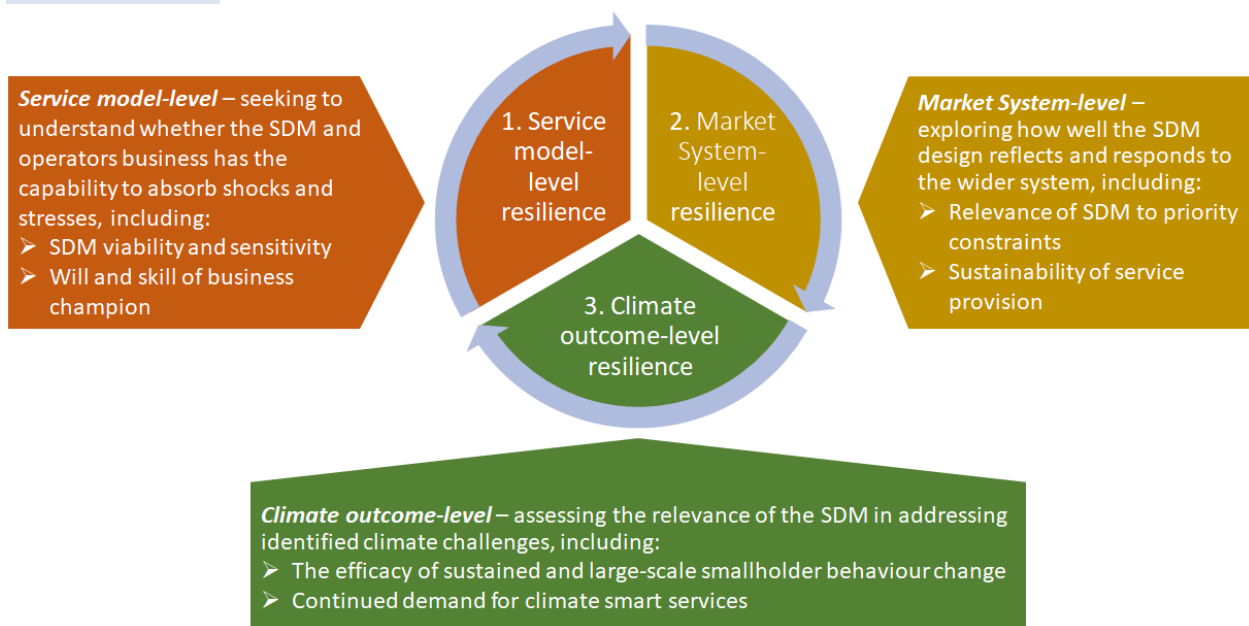 Service model-level – seeking to
understand whether the SDM and
operators business has the
capability to absorb shocks and
stresses, including:
➢ SDM viability and sensitivity
➢ Will and skill of business
champion
1. Service
model-
level
resilience
2. Market
System-
level
resilience
3. Climate
outcome-level
resilience
Market System-level –
exploring how well the SDM
design reflects and responds to
the wider system, including:
➢ Relevance of SDM to priority
constraints
➢ Sustainability of service
provision
Climate outcome-level – assessing the relevance of the SDM in addressing
identified climate challenges, including:
➢ The efficacy of sustained and large-scale smallholder behaviour change
➢ Continued demand for climate smart services